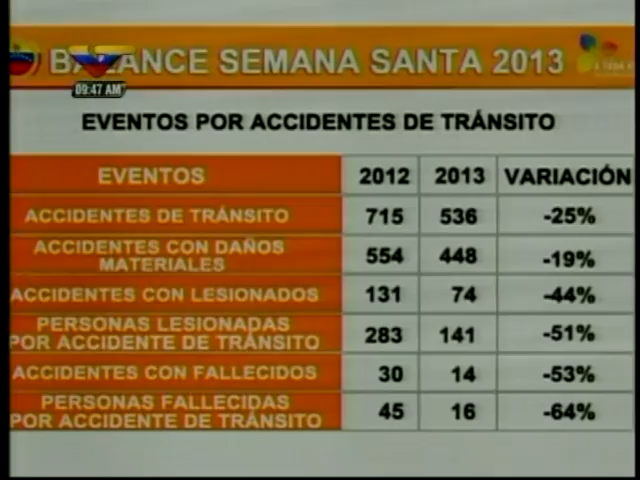 BALANCE SEMANA SANTA 2013
09:47 AM
EVENTOS POR ACCIDENTES DE TRÁNSITO
EVENTOS 2012 2013 VARIACIÓN
ACCIDENTES DE TRÁNSITO 715 536 -25%
ACCIDENTES CON DAÑOS
MATERIALES 554 448 -19%
ACCIDENTES CON LESIONADOS 131 74 -44%
PERSONAS LESIONADAS
POR ACCIDENTE DE TRÁNSITO 283 141 -51%
ACCIDENTES CON FALLECIDOS 30 14 -53%
PERSONAS FALLECIDAS
POR ACCIDENTE DE TRÁNSITO 45 16 -64%